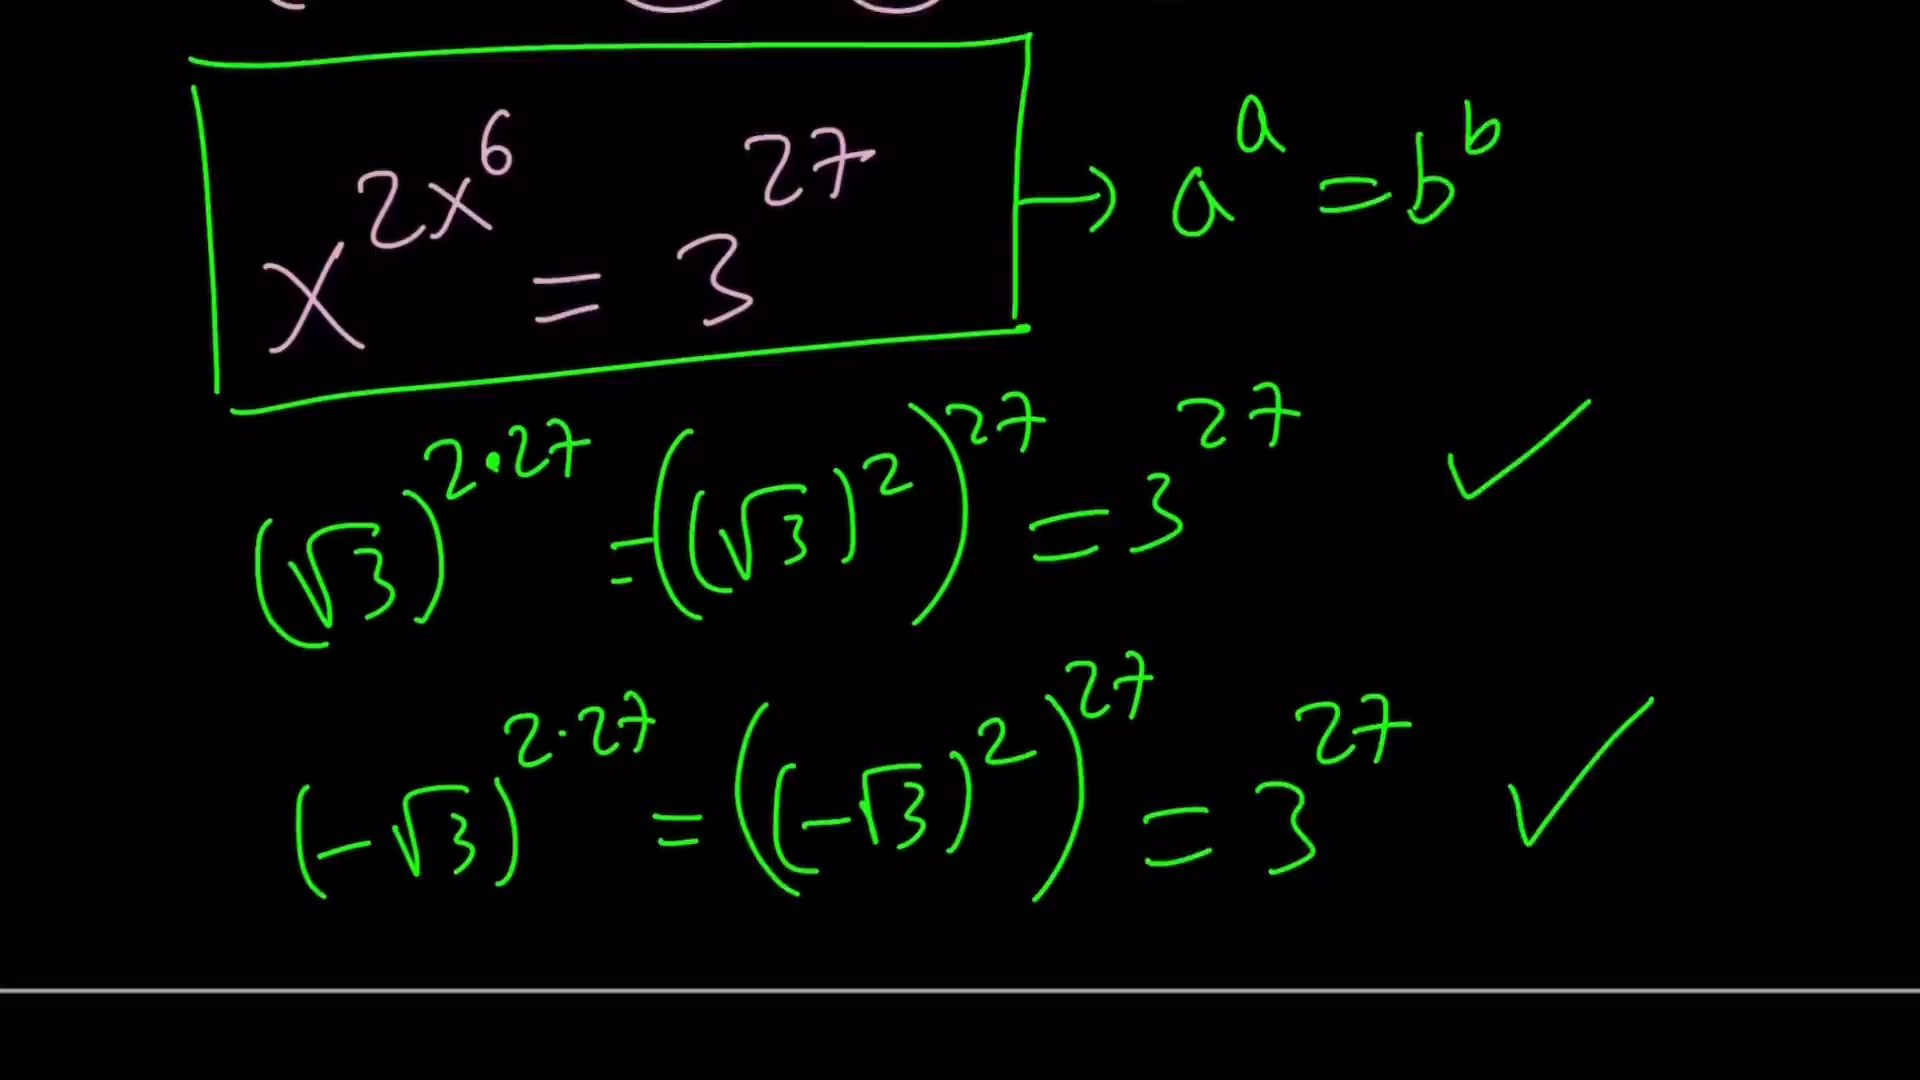 x^{2x^6} = 3^{27} → a^a = b^b
(√3)^{2·27} = ((√3)^2)^{27} = 3^{27} ✓
(-√3)^{2·27} = ((-√3)^2)^{27} = 3^{27} ✓